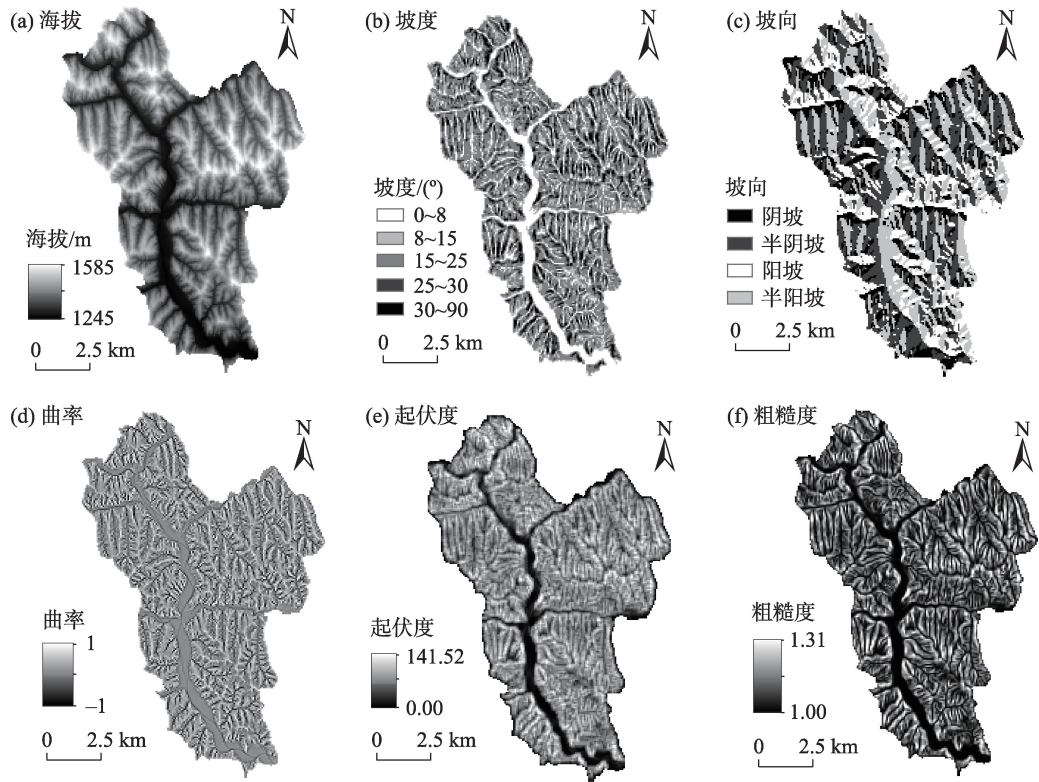 (a) 海拔
N
海拔/m
1585
1245
0 2.5 km
(b) 坡度
N
坡度/(º)
0~8
8~15
15~25
25~30
30~90
0 2.5 km
(c) 坡向
N
坡向
阴坡
半阴坡
阳坡
半阳坡
0 2.5 km
(d) 曲率
N
曲率
1
−1
0 2.5 km
(e) 起伏度
N
起伏度
141.52
0.00
0 2.5 km
(f) 粗糙度
N
粗糙度
1.31
1.00
0 2.5 km